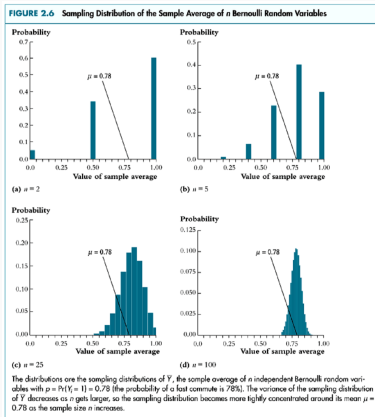 FIGURE 2.6 Sampling Distribution of the Sample Average of n Bernoulli Random Variables
Probability
0.7
0.6
0.5
0.4
0.3
0.2
0.1
0.0
μ = 0.78
0.0 0.25 0.50 0.75 1.00
Value of sample average
(a) n = 2
Probability
0.5
0.4
0.3
0.2
0.1
0.0
μ = 0.78
0.0 0.25 0.50 0.75 1.00
Value of sample average
(b) n = 5
Probability
0.25
0.20
0.15
0.10
0.05
0.00
μ = 0.78
0.0 0.25 0.50 0.75 1.00
Value of sample average
(c) n = 25
Probability
0.125
0.100
0.075
0.050
0.025
0.00
μ = 0.78
0.0 0.25 0.50 0.75 1.00
Value of sample average
(d) n = 100
The distributions are the sampling distributions of Y̅, the sample average of n independent Bernoulli random vari-
ables with p = Pr(Yᵢ = 1) = 0.78 (the probability of a fast commute is 78%). The variance of the sampling distribution
of Y̅ decreases as n gets larger, so the sampling distribution becomes more tightly concentrated around its mean μ =
0.78 as the sample size n increases.